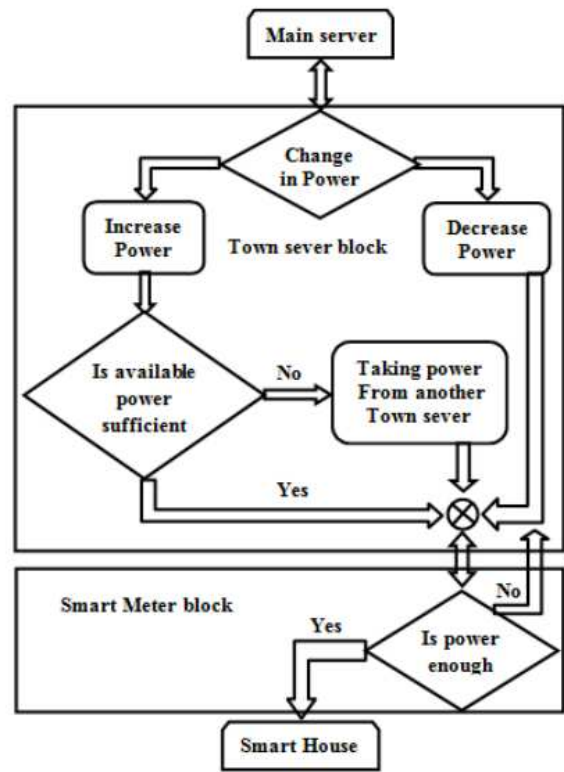 Main server
Change
in Power
Increase
Power
Decrease
Power
Town sever block
Is available
power
sufficient
No
Taking power
From another
Town sever
Yes
No
Smart Meter block
Yes
Is power
enough
Smart House